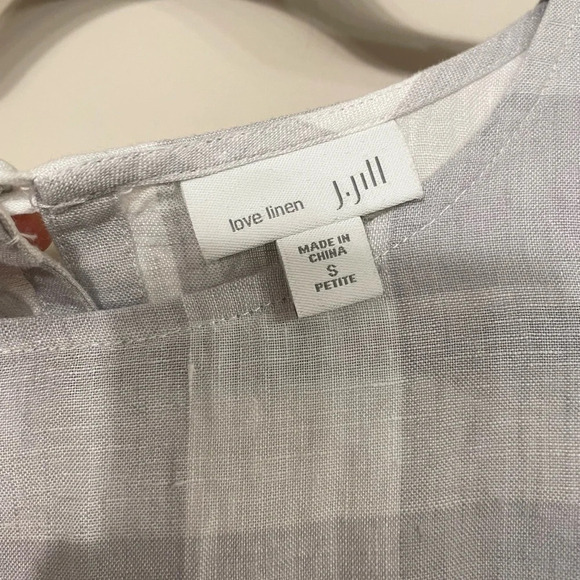 love linen J.Jill
MADE IN
CHINA
S
PETITE